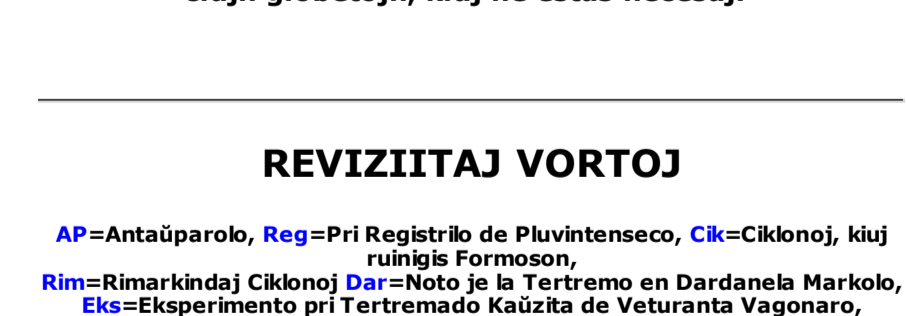 REVIZIITAJ VORTOJ
AP=Antaŭparolo, Reg=Pri Registrilo de Pluvintenseco, Cik=Ciklonoj, kiuj
ruinigis Formoson,
Rim=Rimarkindaj Ciklonoj Dar=Noto je la Tertremo en Dardanela Markolo,
Eks=Eksperimento pri Tertremado Kaŭzita de Veturanta Vagonaro,